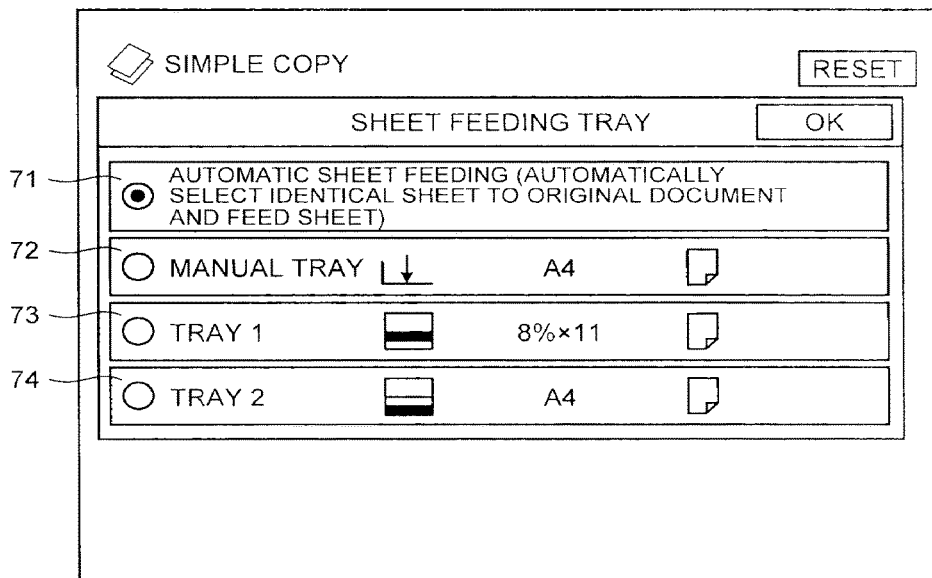 SIMPLE COPY
RESET
SHEET FEEDING TRAY
OK
71
AUTOMATIC SHEET FEEDING (AUTOMATICALLY
SELECT IDENTICAL SHEET TO ORIGINAL DOCUMENT
AND FEED SHEET)
72
MANUAL TRAY A4
73
TRAY 1 8%×11
74
TRAY 2 A4